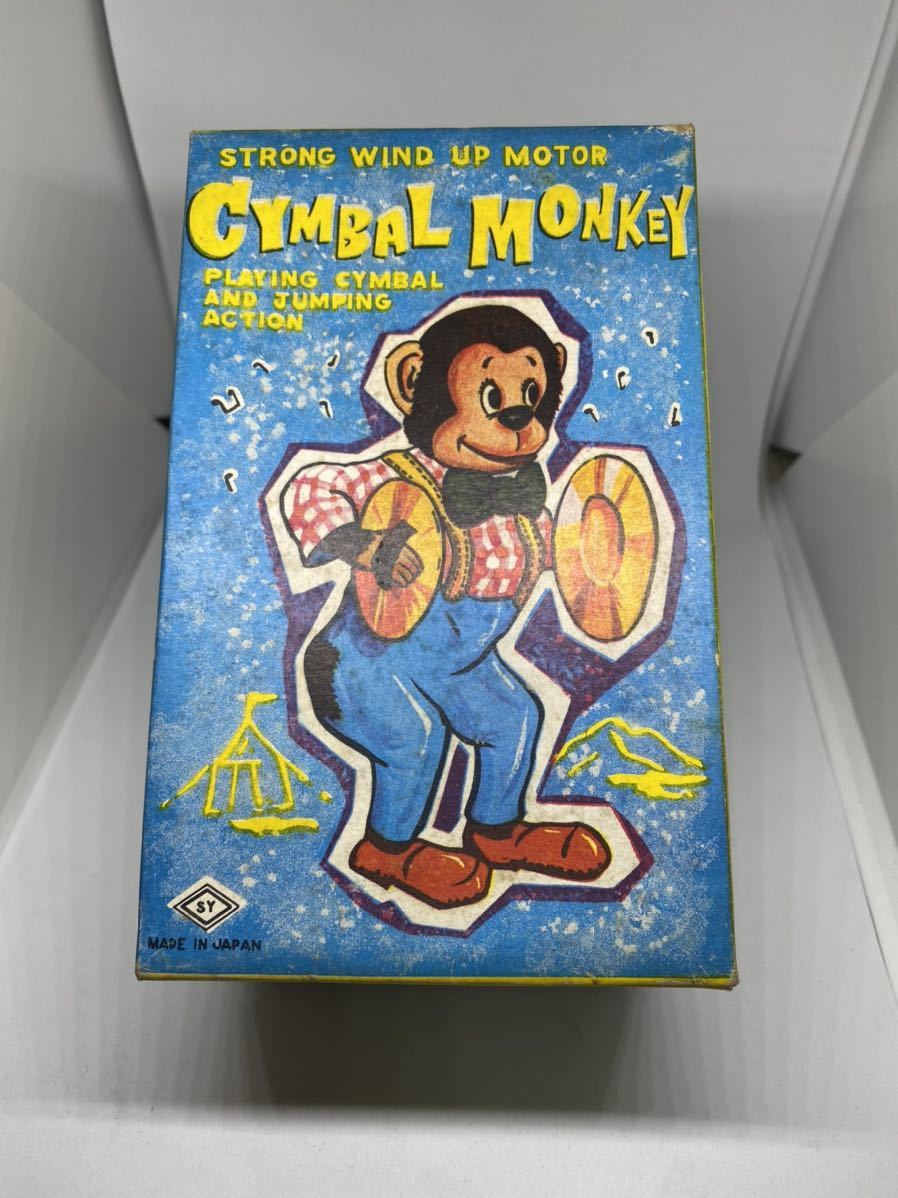 STRONG WIND UP MOTOR
CYMBAL MONKEY
PLAYING CYMBAL
AND JUMPING
ACTION
SY
MADE IN JAPAN